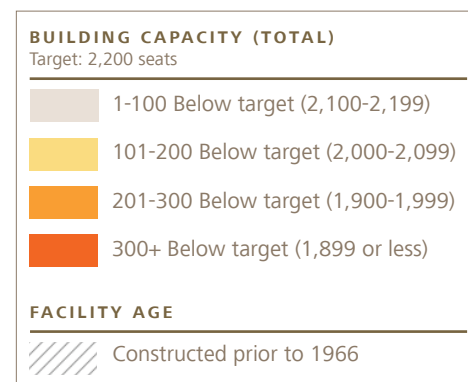 BUILDING CAPACITY (TOTAL)
Target: 2,200 seats
1-100 Below target (2,100-2,199)
101-200 Below target (2,000-2,099)
201-300 Below target (1,900-1,999)
300+ Below target (1,899 or less)
FACILITY AGE
Constructed prior to 1966